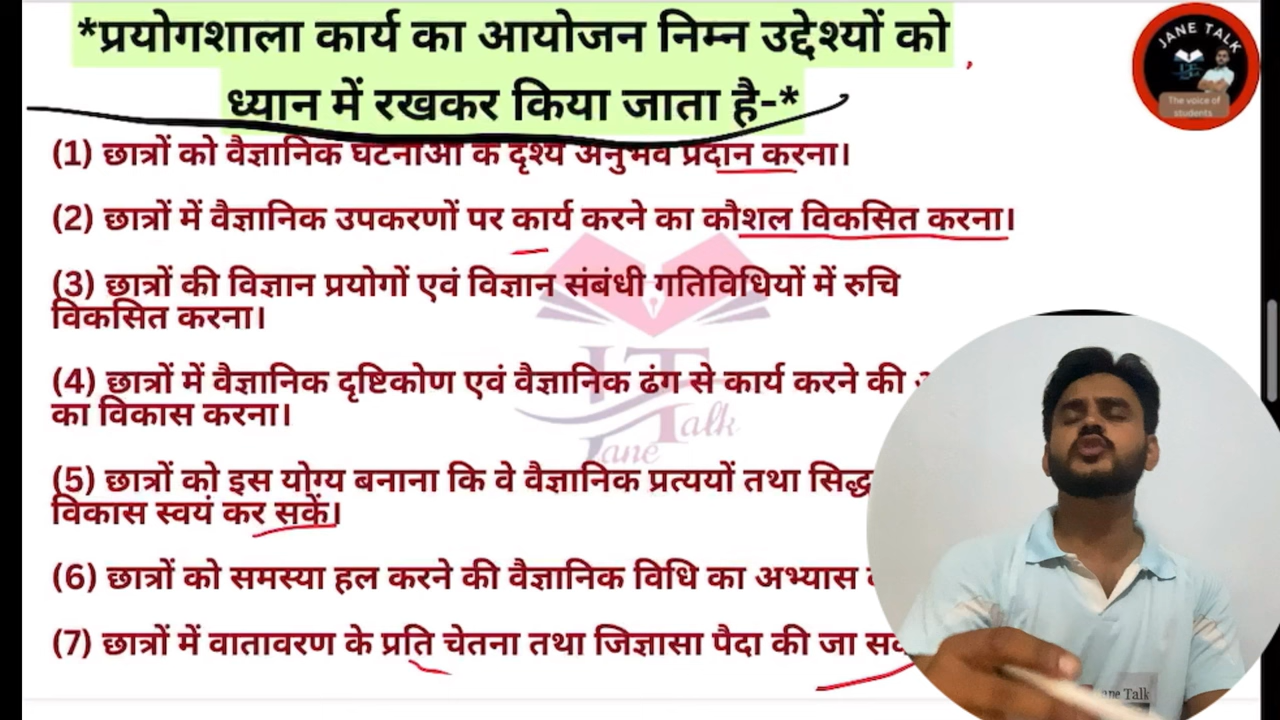 *प्रयोगशाला कार्य का आयोजन निम्न उद्देश्यों को
ध्यान में रखकर किया जाता है-*
JANE TALK
The voice of
students
(1) छात्रों को वैज्ञानिक घटनाओं के दृश्य अनुभव प्रदान करना।
(2) छात्रों में वैज्ञानिक उपकरणों पर कार्य करने का कौशल विकसित करना।
(3) छात्रों की विज्ञान प्रयोगों एवं विज्ञान संबंधी गतिविधियों में रुचि
विकसित करना।
(4) छात्रों में वैज्ञानिक दृष्टिकोण एवं वैज्ञानिक ढंग से कार्य करने की
का विकास करना।
(5) छात्रों को इस योग्य बनाना कि वे वैज्ञानिक प्रत्ययों तथा
विकास स्वयं कर सकें।
(6) छात्रों को समस्या हल करने की वैज्ञानिक विधि का अभ्यास
(7) छात्रों में वातावरण के प्रति चेतना तथा जिज्ञासा पैदा की जा
JT
Jane Talk
Jane Talk